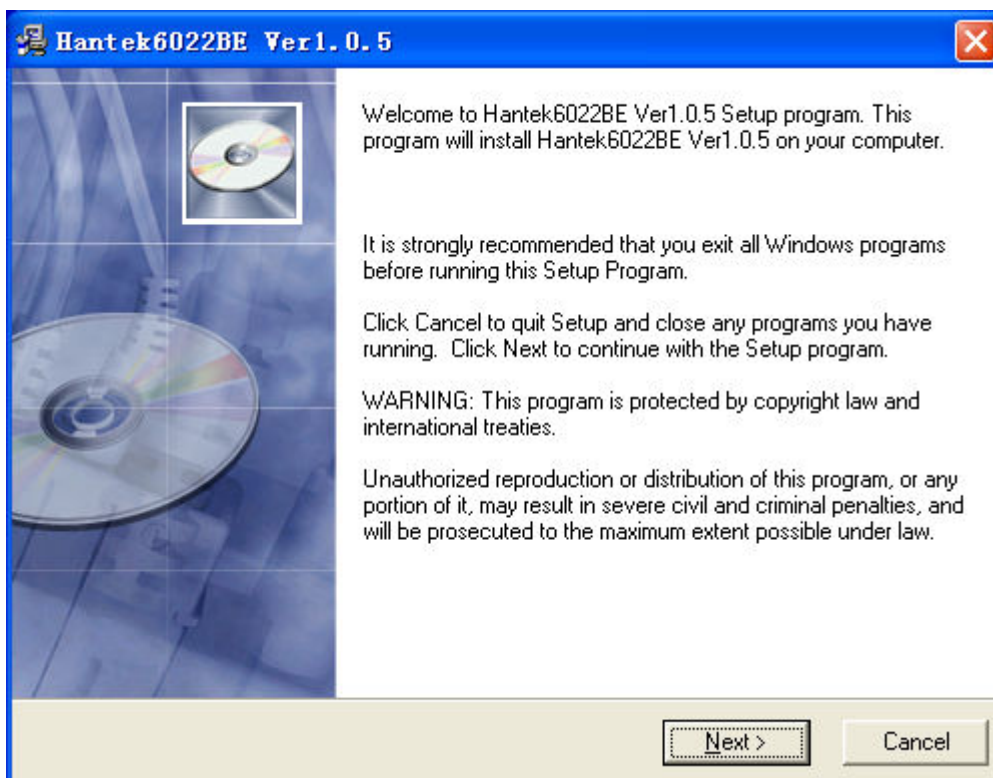 Hantek6022BE Ver1.0.5
Welcome to Hantek6022BE Ver1.0.5 Setup program. This
program will install Hantek6022BE Ver1.0.5 on your computer.
It is strongly recommended that you exit all Windows programs
before running this Setup Program.
Click Cancel to quit Setup and close any programs you have
running.  Click Next to continue with the Setup program.
WARNING: This program is protected by copyright law and
international treaties.
Unauthorized reproduction or distribution of this program, or any
portion of it, may result in severe civil and criminal penalties, and
will be prosecuted to the maximum extent possible under law.
Next >
Cancel